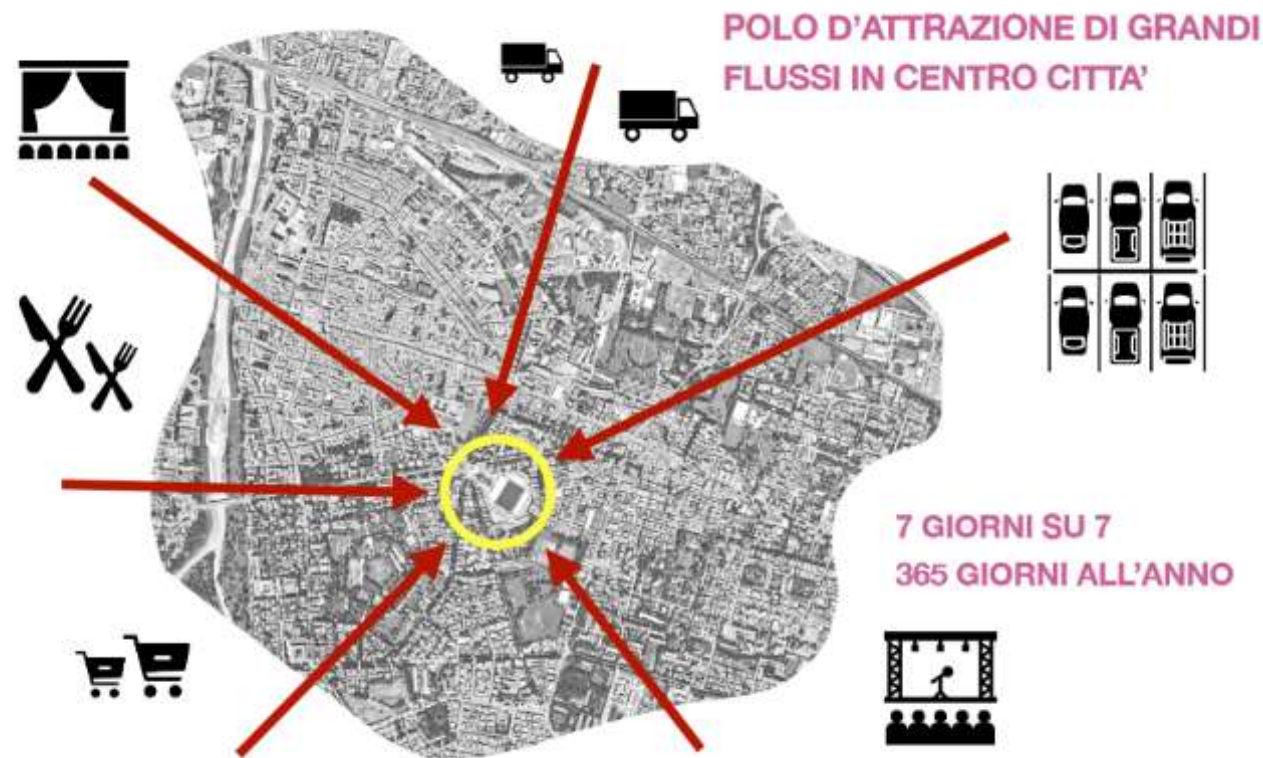 POLO D'ATTRAZIONE DI GRANDI
FLUSSI IN CENTRO CITTA'
7 GIORNI SU 7
365 GIORNI ALL'ANNO